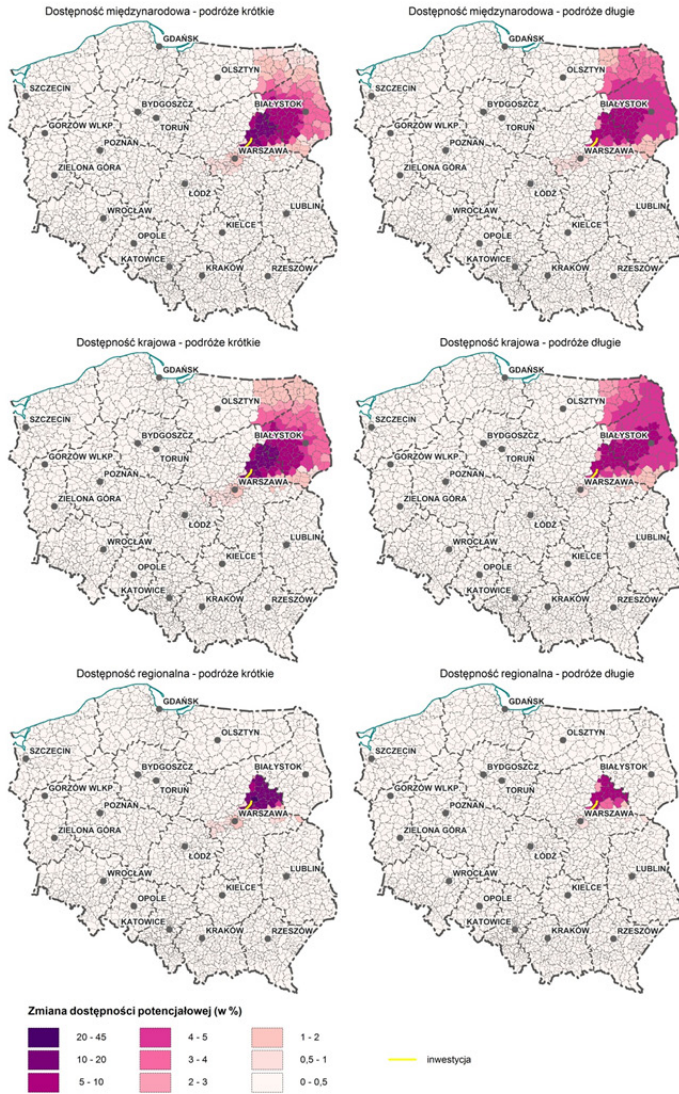 Dostępność międzynarodowa - podróże krótkie
Dostępność międzynarodowa - podróże długie
GDAŃSK
OLSZTYN
SZCZECIN
BYDGOSZCZ
BIAŁYSTOK
TORUŃ
GORZÓW WLKP.
POZNAŃ
WARSZAWA
ZIELONA GÓRA
ŁÓDŹ
LUBLIN
WROCŁAW
KIELCE
OPOLE
KATOWICE
KRAKÓW
RZESZÓW
GDAŃSK
OLSZTYN
SZCZECIN
BYDGOSZCZ
BIAŁYSTOK
TORUŃ
GORZÓW WLKP.
POZNAŃ
WARSZAWA
ZIELONA GÓRA
ŁÓDŹ
LUBLIN
WROCŁAW
KIELCE
OPOLE
KATOWICE
KRAKÓW
RZESZÓW
Dostępność krajowa - podróże krótkie
Dostępność krajowa - podróże długie
GDAŃSK
OLSZTYN
SZCZECIN
BYDGOSZCZ
BIAŁYSTOK
TORUŃ
GORZÓW WLKP.
POZNAŃ
WARSZAWA
ZIELONA GÓRA
ŁÓDŹ
LUBLIN
WROCŁAW
KIELCE
OPOLE
KATOWICE
KRAKÓW
RZESZÓW
GDAŃSK
OLSZTYN
SZCZECIN
BYDGOSZCZ
BIAŁYSTOK
TORUŃ
GORZÓW WLKP.
POZNAŃ
WARSZAWA
ZIELONA GÓRA
ŁÓDŹ
LUBLIN
WROCŁAW
KIELCE
OPOLE
KATOWICE
KRAKÓW
RZESZÓW
Dostępność regionalna - podróże krótkie
Dostępność regionalna - podróże długie
GDAŃSK
OLSZTYN
SZCZECIN
BYDGOSZCZ
BIAŁYSTOK
TORUŃ
GORZÓW WLKP.
POZNAŃ
WARSZAWA
ZIELONA GÓRA
ŁÓDŹ
LUBLIN
WROCŁAW
KIELCE
OPOLE
KATOWICE
KRAKÓW
RZESZÓW
GDAŃSK
OLSZTYN
SZCZECIN
BYDGOSZCZ
BIAŁYSTOK
TORUŃ
GORZÓW WLKP.
POZNAŃ
WARSZAWA
ZIELONA GÓRA
ŁÓDŹ
LUBLIN
WROCŁAW
KIELCE
OPOLE
KATOWICE
KRAKÓW
RZESZÓW
Zmiana dostępności potencjałowej (w %)
20 - 45
4 - 5
1 - 2
10 - 20
3 - 4
0,5 - 1
inwestycja
5 - 10
2 - 3
0 - 0,5